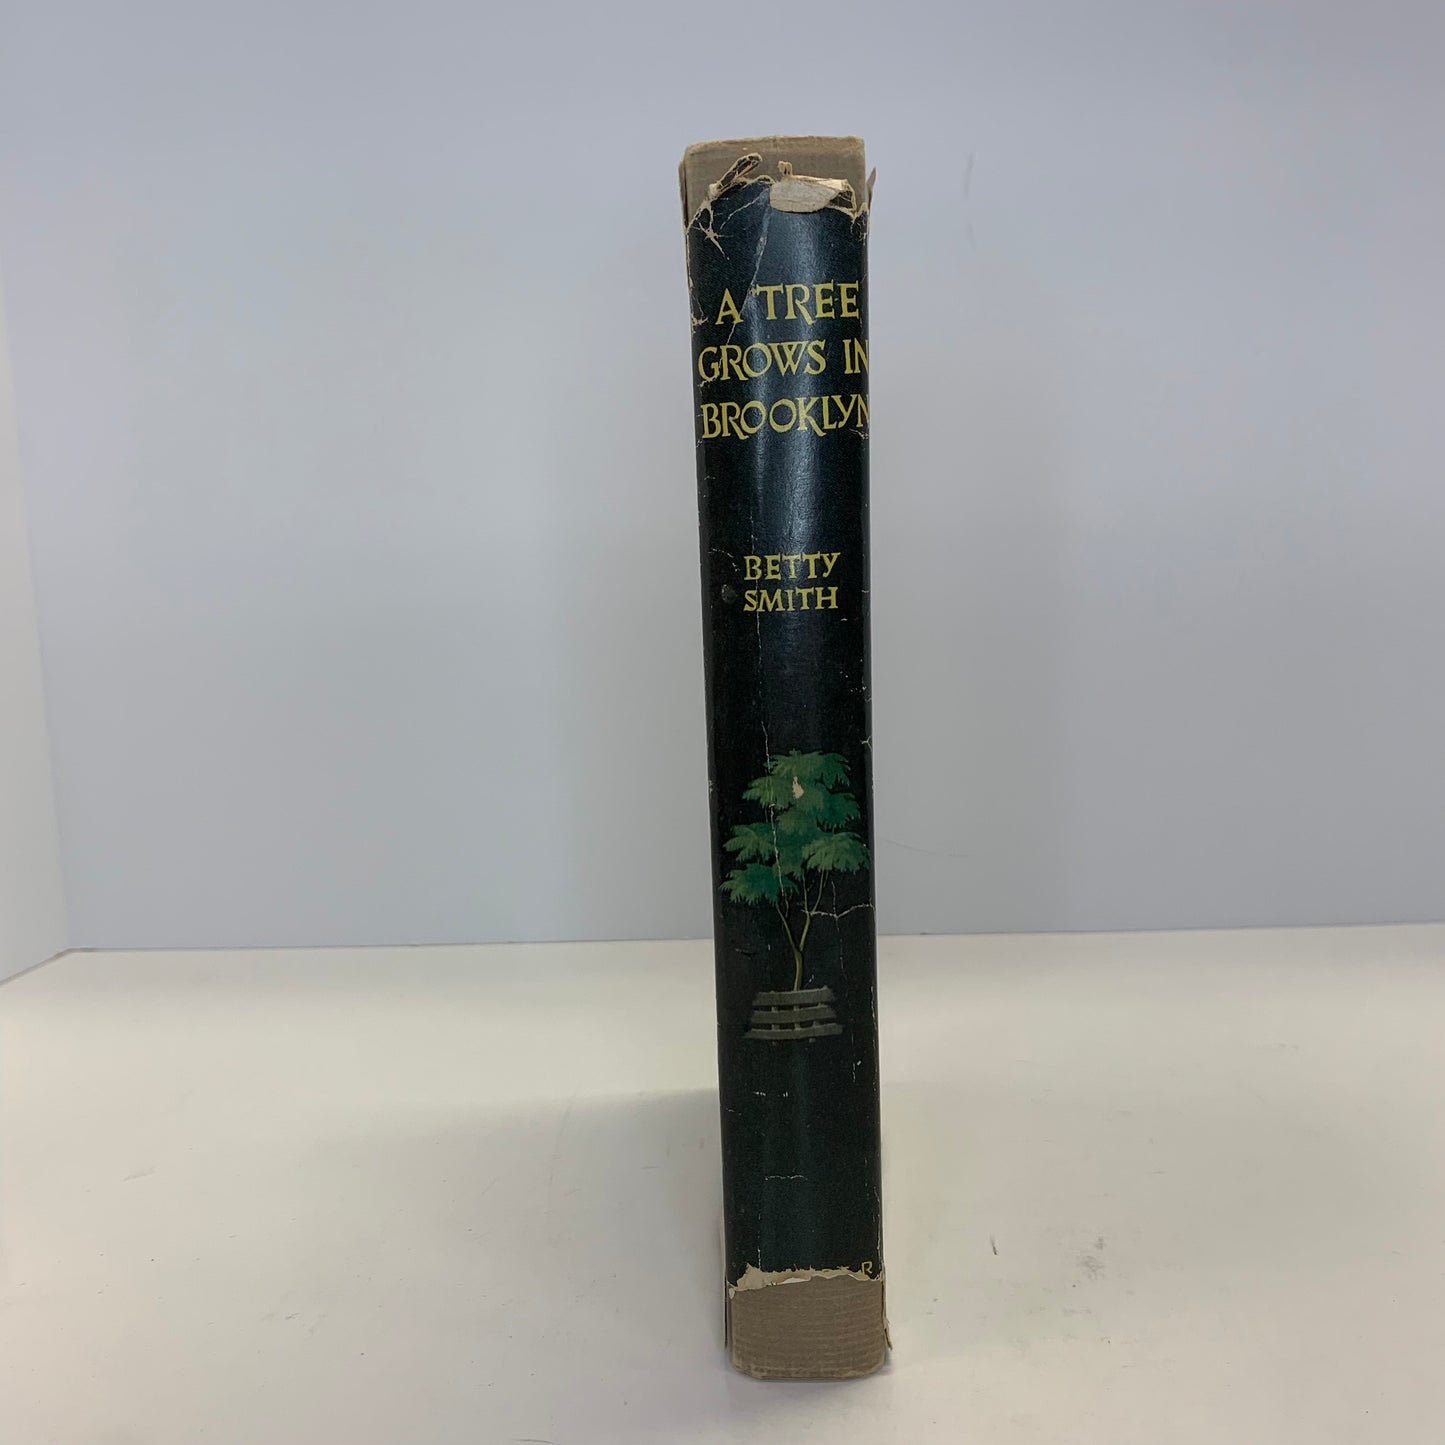 A TREE
GROWS IN
BROOKLYN
BETTY
SMITH